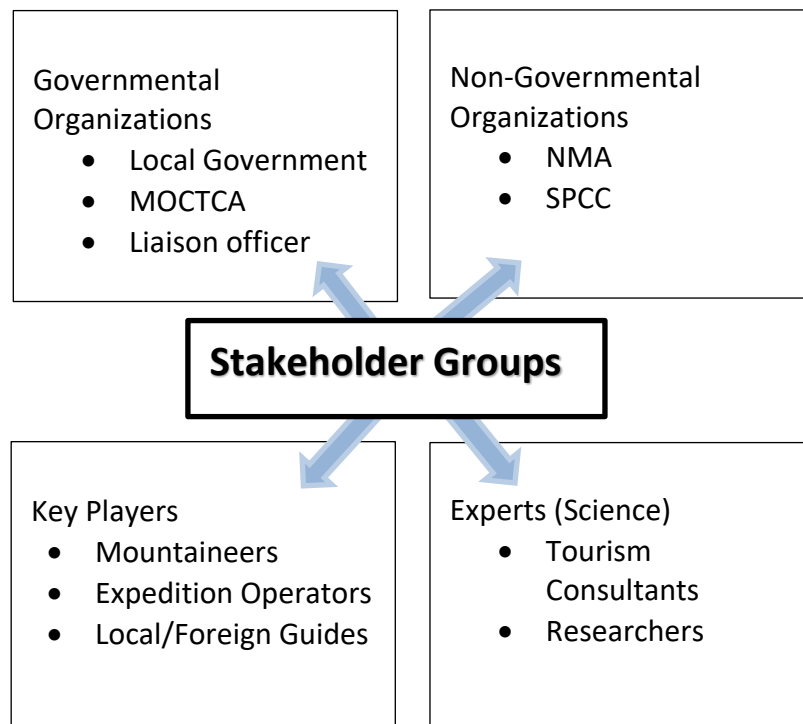 Governmental
Organizations
• Local Government
• MOCTCA
• Liaison officer
Non-Governmental
Organizations
• NMA
• SPCC
Stakeholder Groups
Key Players
• Mountaineers
• Expedition Operators
• Local/Foreign Guides
Experts (Science)
• Tourism
Consultants
• Researchers